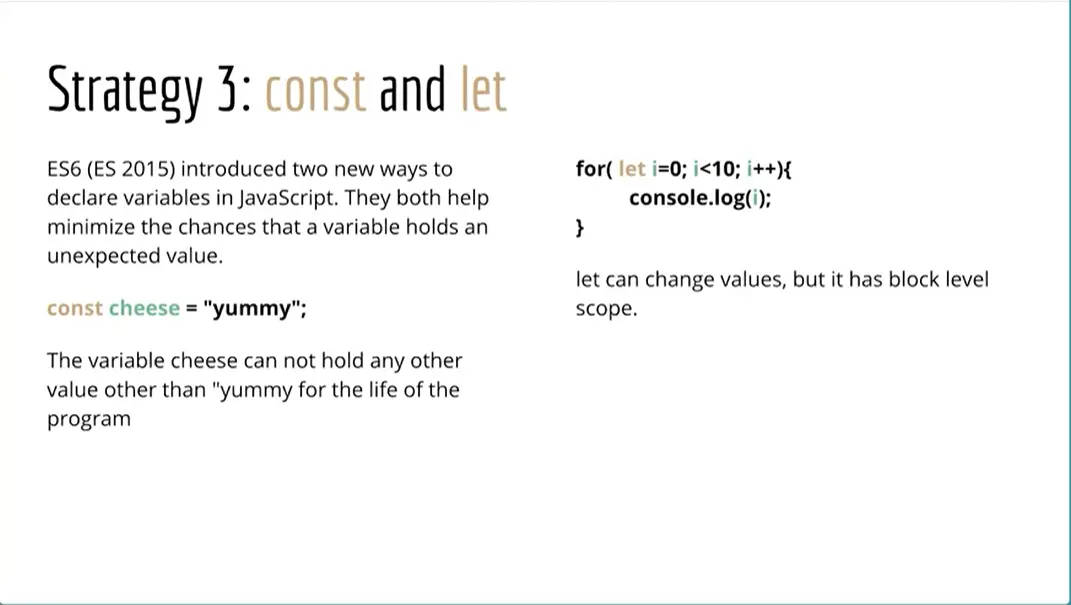 Strategy 3: const and let
ES6 (ES 2015) introduced two new ways to
declare variables in JavaScript. They both help
minimize the chances that a variable holds an
unexpected value.
const cheese = "yummy";
The variable cheese can not hold any other
value other than "yummy for the life of the
program
for( let i=0; i<10; i++){
console.log(i);
}
let can change values, but it has block level
scope.